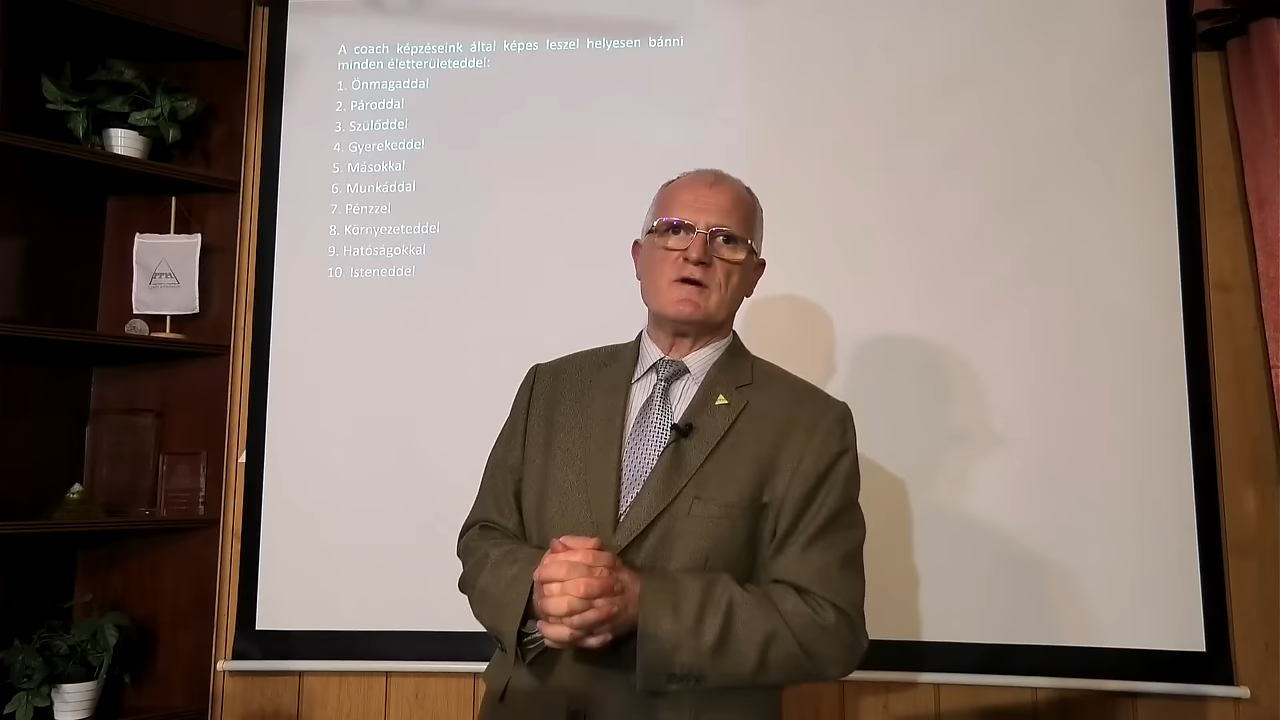 A coach képzéseink által képes leszel helyesen bánni
minden életterületeddel:
1. Önmagaddal
2. Pároddal
3. Szülőddel
4. Gyerekeddel
5. Másokkal
6. Munkáddal
7. Pénzzel
8. Környezeteddel
9. Hatóságokkal
10. Isteneddel